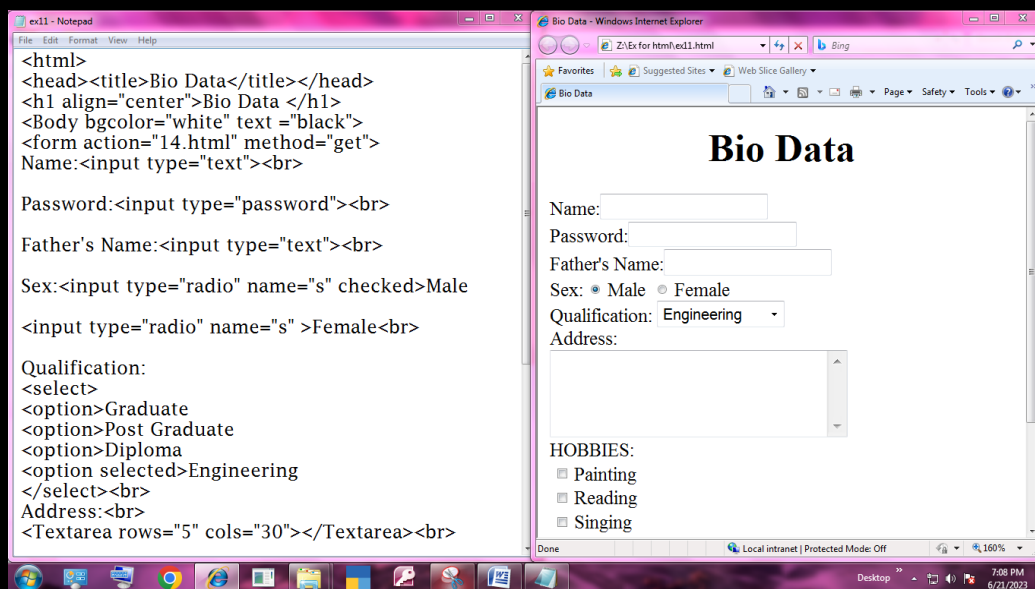 ex11 - Notepad
File Edit Format View Help
<html>
<head><title>Bio Data</title></head>
<h1 align="center">Bio Data </h1>
<Body bgcolor="white" text ="black">
<form action="14.html" method="get">
Name:<input type="text"><br>
Password:<input type="password"><br>
Father's Name:<input type="text"><br>
Sex:<input type="radio" name="s" checked>Male
<input type="radio" name="s" >Female<br>
Qualification:
<select>
<option>Graduate
<option>Post Graduate
<option>Diploma
<option selected>Engineering
</select><br>
Address:<br>
<Textarea rows="5" cols="30"></Textarea><br>
Bio Data - Windows Internet Explorer
Z:\Ex for html\ex11.html
Bing
Favorites Suggested Sites Web Slice Gallery
Bio Data
Page Safety Tools
Bio Data
Name:
Password:
Father's Name:
Sex: Male Female
Qualification: Engineering
Address:
HOBBIES:
Painting
Reading
Singing
Done Local intranet | Protected Mode: Off 160%
Desktop
7:08 PM
6/21/2023